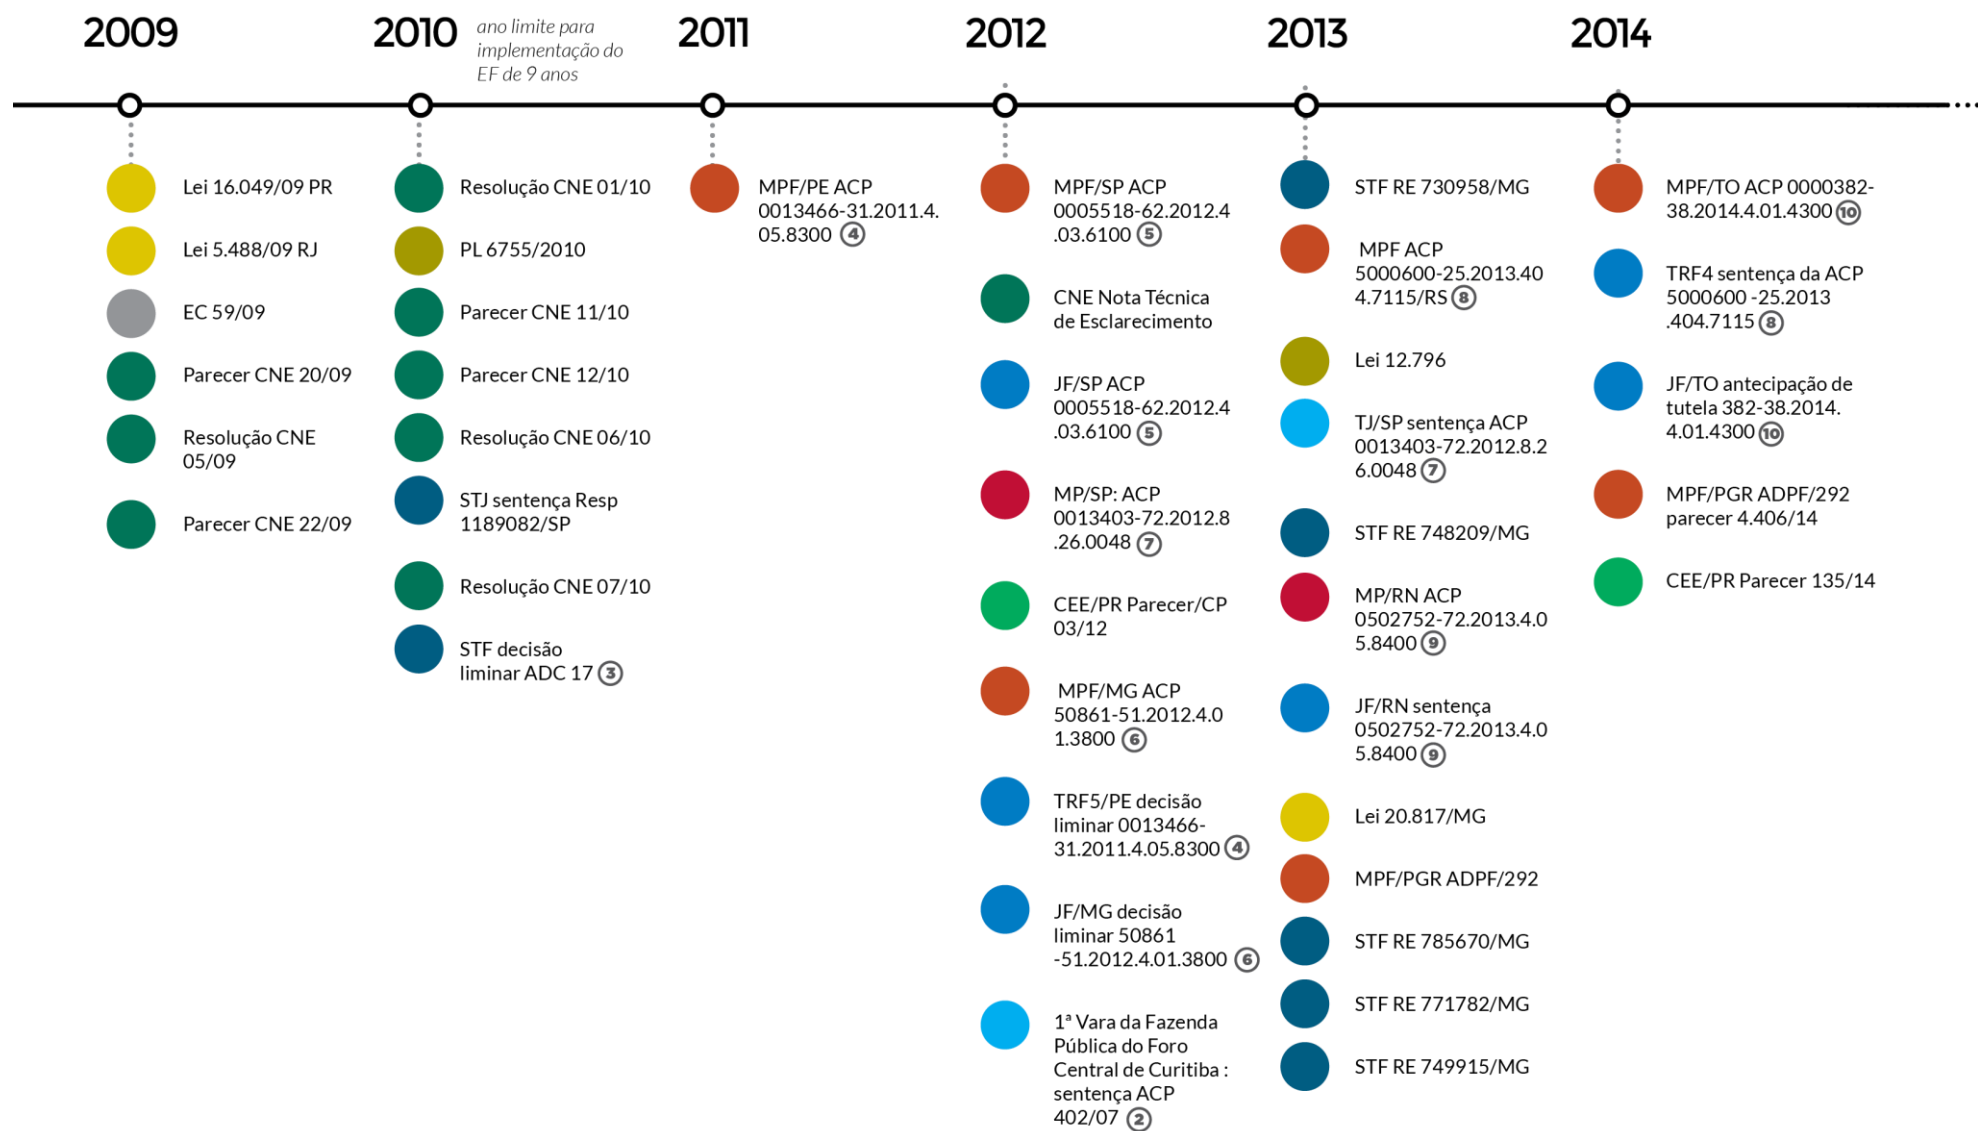 2009
2010
ano limite para
implementação do
EF de 9 anos
2011
2012
2013
2014
Lei 16.049/09 PR
Lei 5.488/09 RJ
EC 59/09
Parecer CNE 20/09
Resolução CNE
05/09
Parecer CNE 22/09
Resolução CNE 01/10
PL 6755/2010
Parecer CNE 11/10
Parecer CNE 12/10
Resolução CNE 06/10
STJ sentença Resp
1189082/SP
Resolução CNE 07/10
STF decisão
liminar ADC 17 3
MPF/PE ACP
0013466-31.2011.4.
05.8300 4
MPF/SP ACP
0005518-62.2012.4
.03.6100 5
CNE Nota Técnica
de Esclarecimento
JF/SP ACP
0005518-62.2012.4
.03.6100 5
MP/SP: ACP
0013403-72.2012.8
.26.0048 7
CEE/PR Parecer/CP
03/12
MPF/MG ACP
50861-51.2012.4.0
1.3800 6
TRF5/PE decisão
liminar 0013466-
31.2011.4.05.8300 4
JF/MG decisão
liminar 50861
-51.2012.4.01.3800 6
1ª Vara da Fazenda
Pública do Foro
Central de Curitiba :
sentença ACP
402/07 2
STF RE 730958/MG
MPF ACP
5000600-25.2013.40
4.7115/RS 8
Lei 12.796
TJ/SP sentença ACP
0013403-72.2012.8.2
6.0048 7
STF RE 748209/MG
MP/RN ACP
0502752-72.2013.4.0
5.8400 9
JF/RN sentença
0502752-72.2013.4.0
5.8400 9
Lei 20.817/MG
MPF/PGR ADPF/292
STF RE 785670/MG
STF RE 771782/MG
STF RE 749915/MG
MPF/TO ACP 0000382-
38.2014.4.01.4300 10
TRF4 sentença da ACP
5000600 -25.2013
.404.7115 8
JF/TO antecipação de
tutela 382-38.2014.
4.01.4300 10
MPF/PGR ADPF/292
parecer 4.406/14
CEE/PR Parecer 135/14